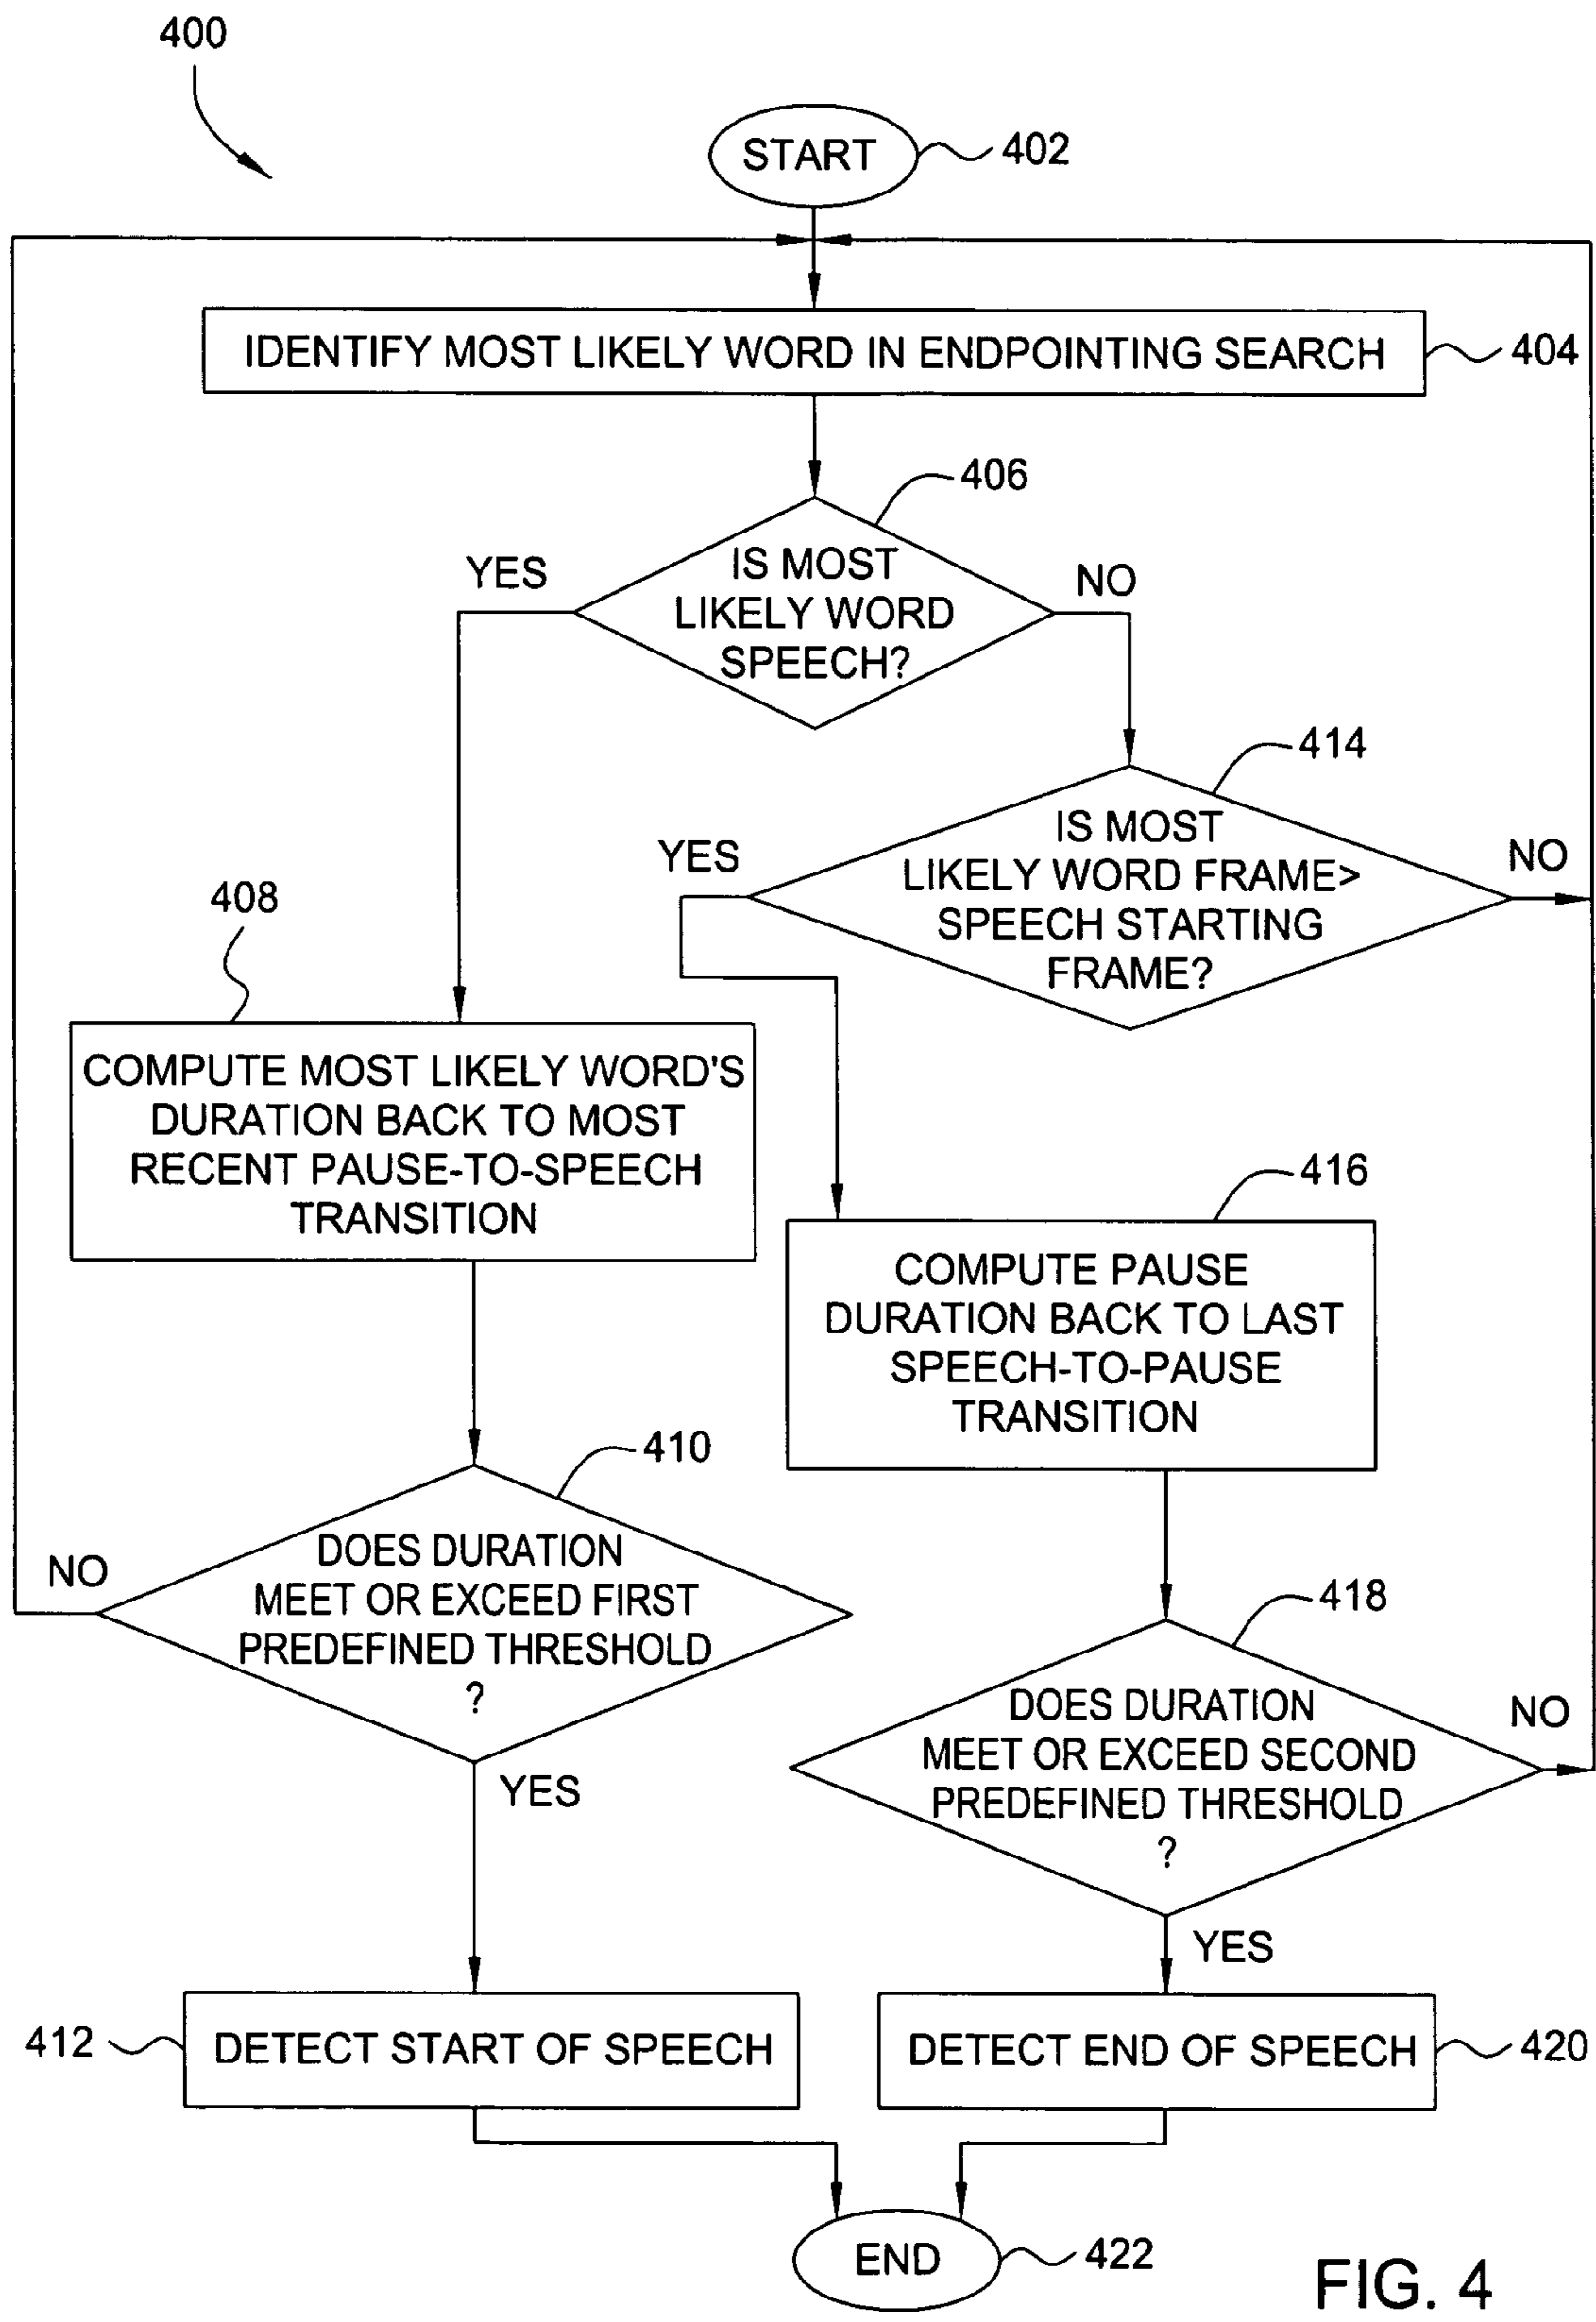 400
START
402
IDENTIFY MOST LIKELY WORD IN ENDPOINTING SEARCH
404
406
IS MOST
LIKELY WORD
SPEECH?
YES
NO
414
IS MOST
LIKELY WORD FRAME>
SPEECH STARTING
FRAME?
YES
NO
408
COMPUTE MOST LIKELY WORD'S
DURATION BACK TO MOST
RECENT PAUSE-TO-SPEECH
TRANSITION
416
COMPUTE PAUSE
DURATION BACK TO LAST
SPEECH-TO-PAUSE
TRANSITION
410
DOES DURATION
MEET OR EXCEED FIRST
PREDEFINED THRESHOLD
?
NO
YES
418
DOES DURATION
MEET OR EXCEED SECOND
PREDEFINED THRESHOLD
?
NO
YES
412
DETECT START OF SPEECH
DETECT END OF SPEECH
420
END
422
FIG. 4